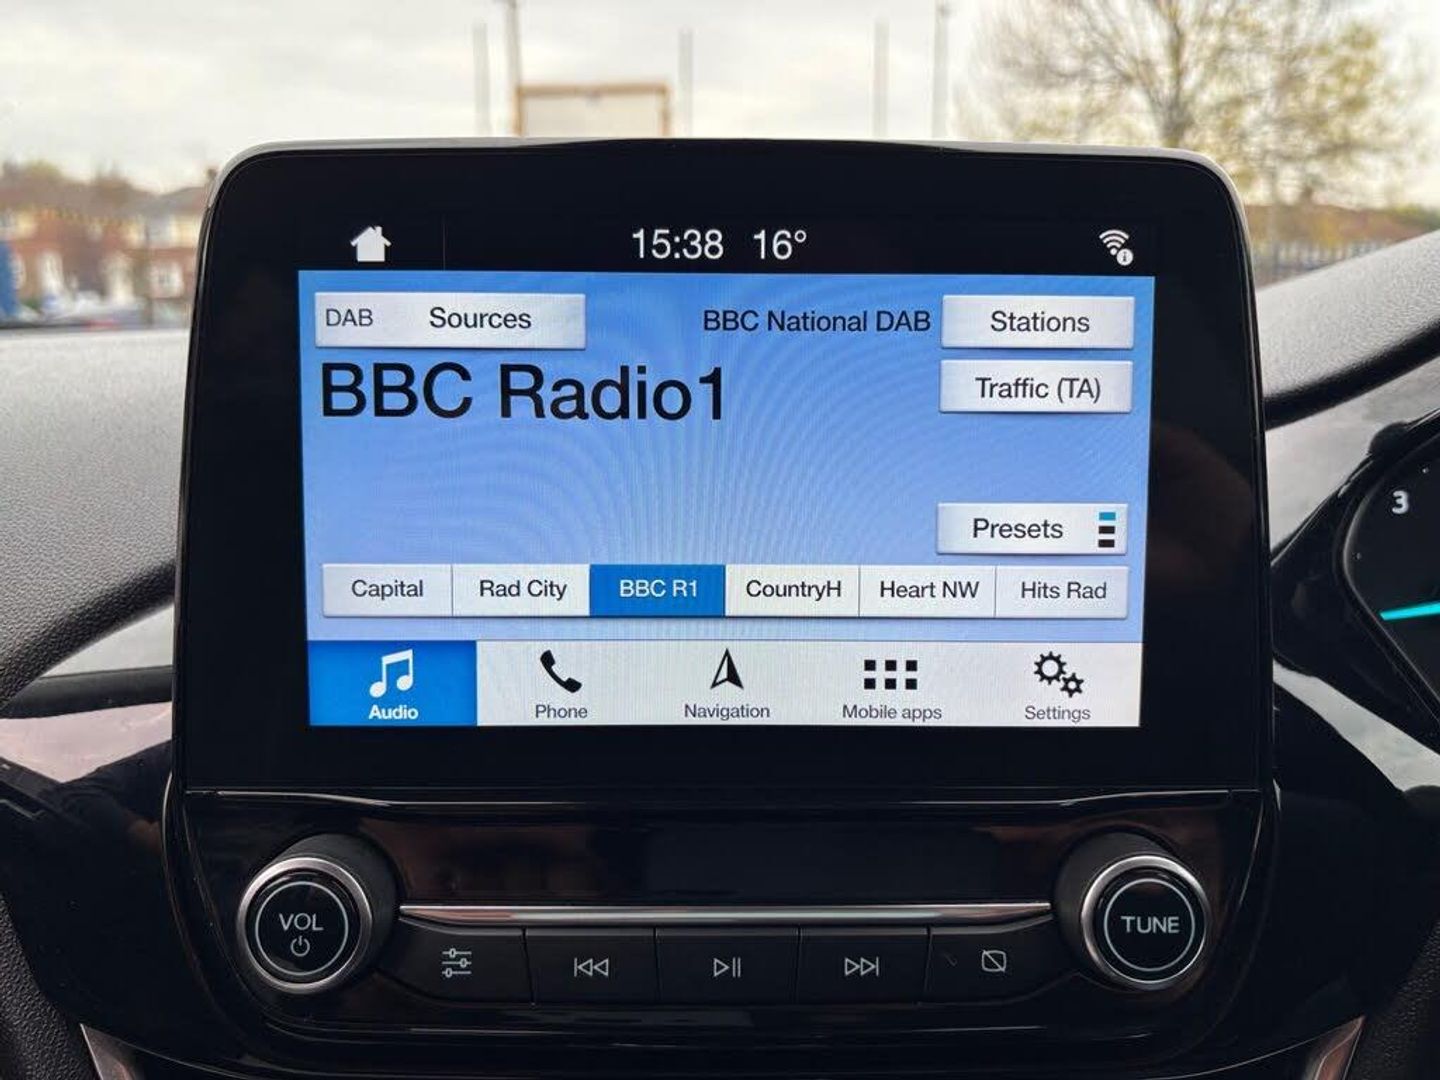 15:38 16°
DAB Sources BBC National DAB Stations
BBC Radio1
Traffic (TA)
Presets
Capital Rad City BBC R1 CountryH Heart NW Hits Rad
Audio Phone Navigation Mobile apps Settings
3
VOL
TUNE